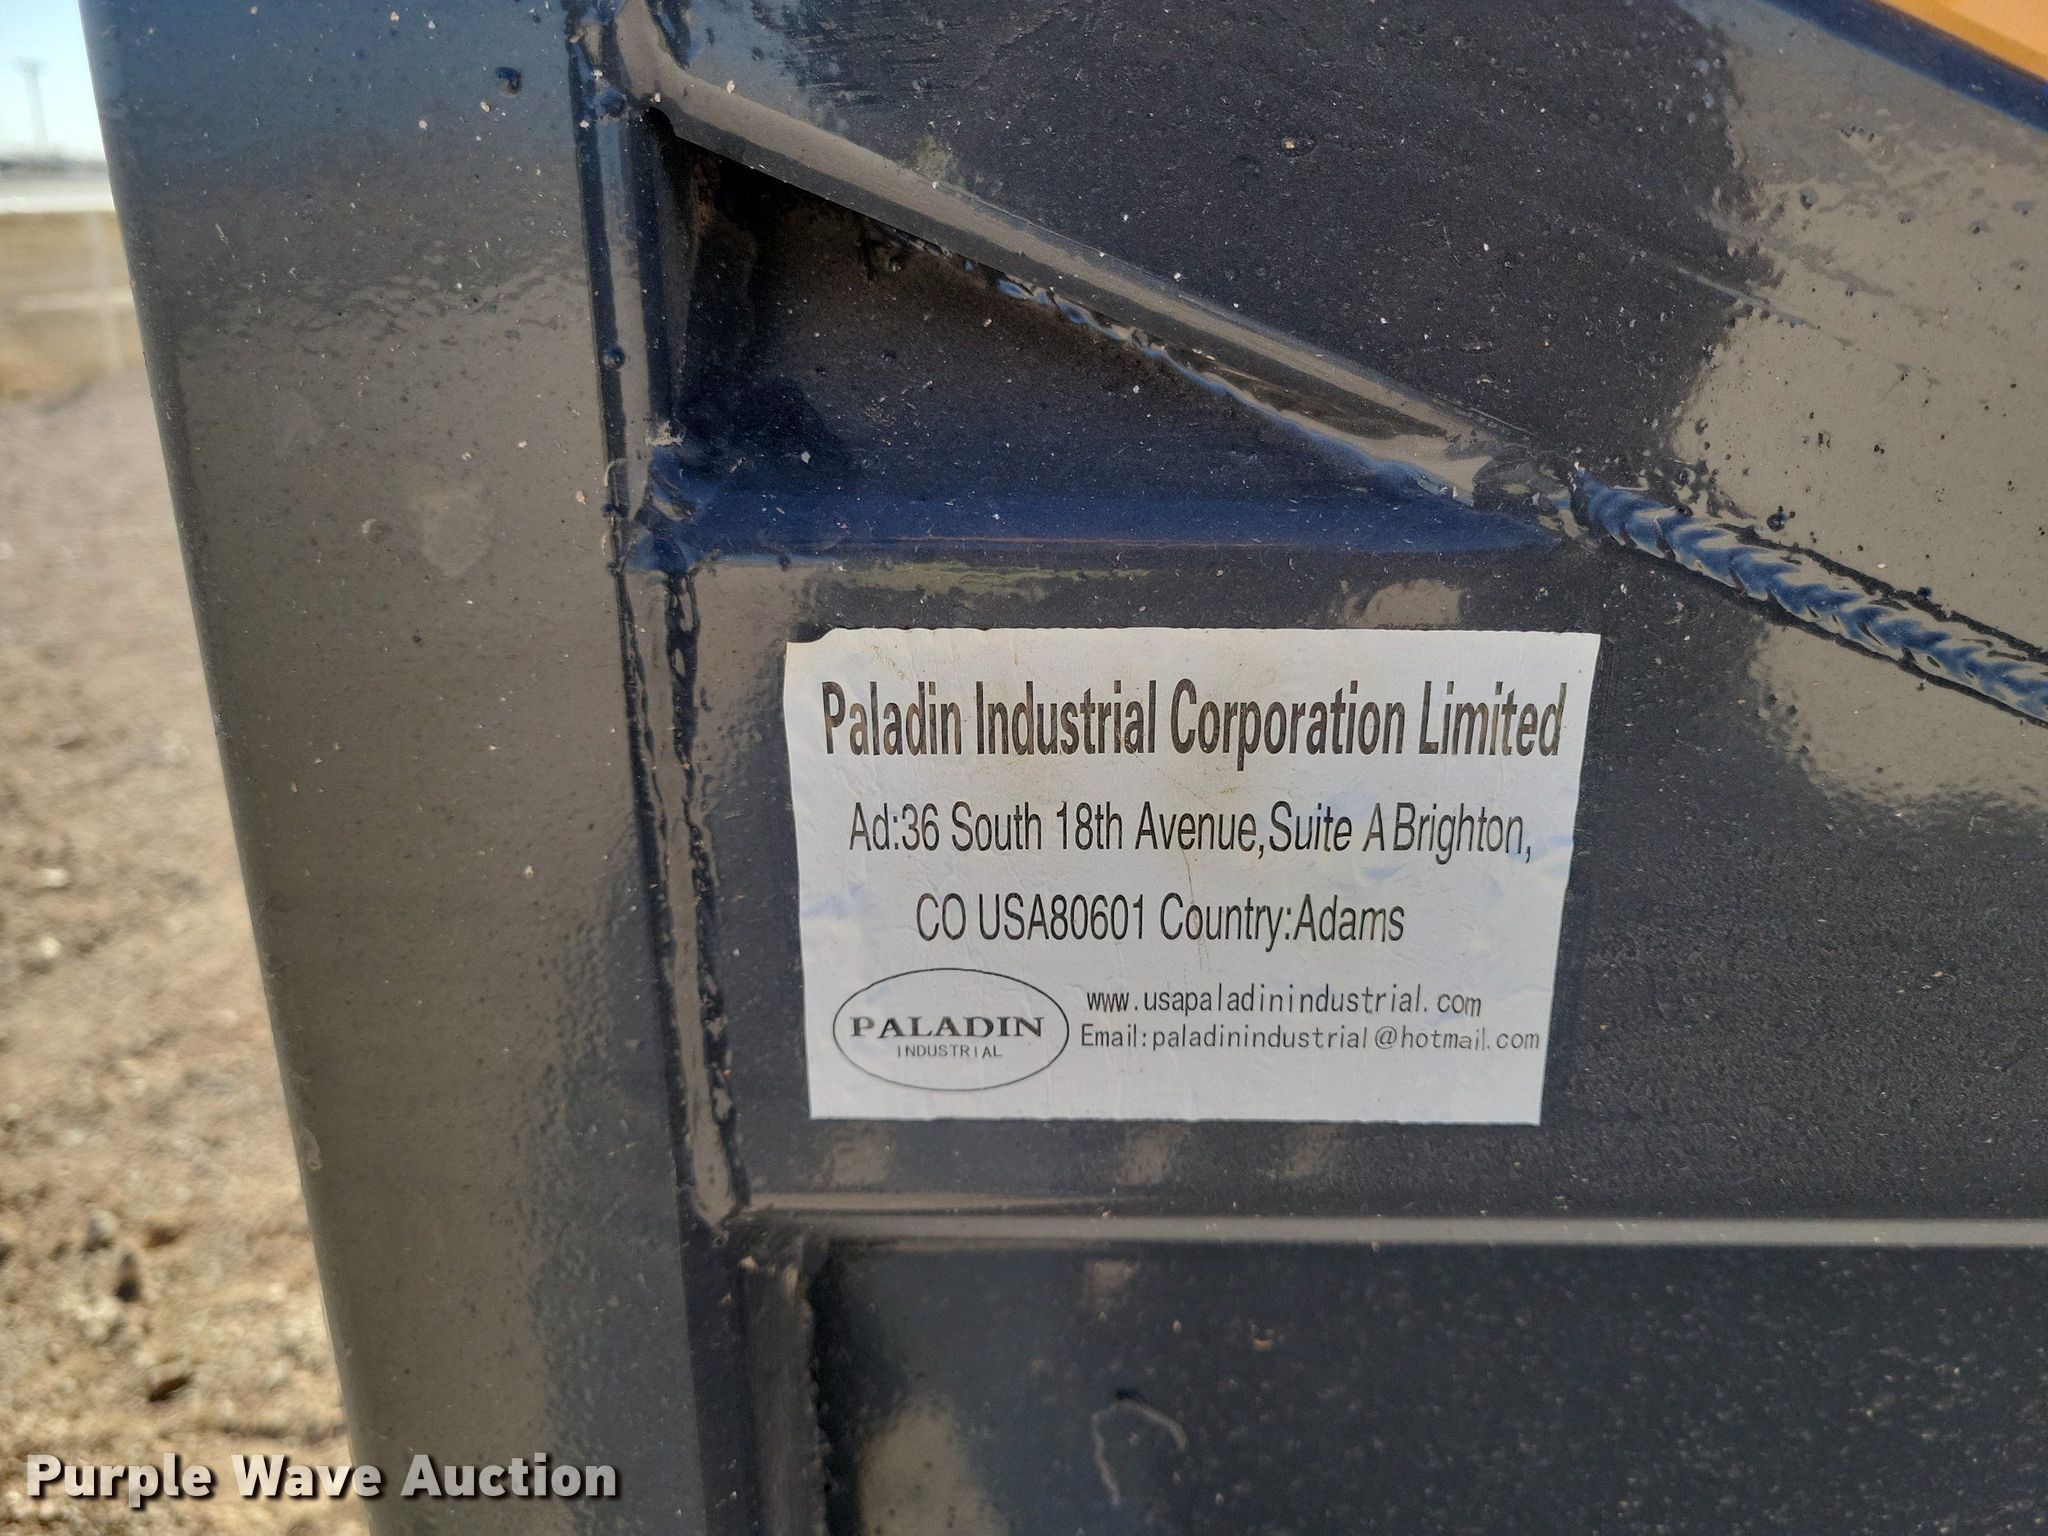 Paladin Industrial Corporation Limited
Ad:36 South 18th Avenue,Suite A Brighton,
CO USA80601 Country:Adams
PALADIN
INDUSTRIAL
www.usapaladinindustrial.com
Email:paladinindustrial@hotmail.com
Purple Wave Auction